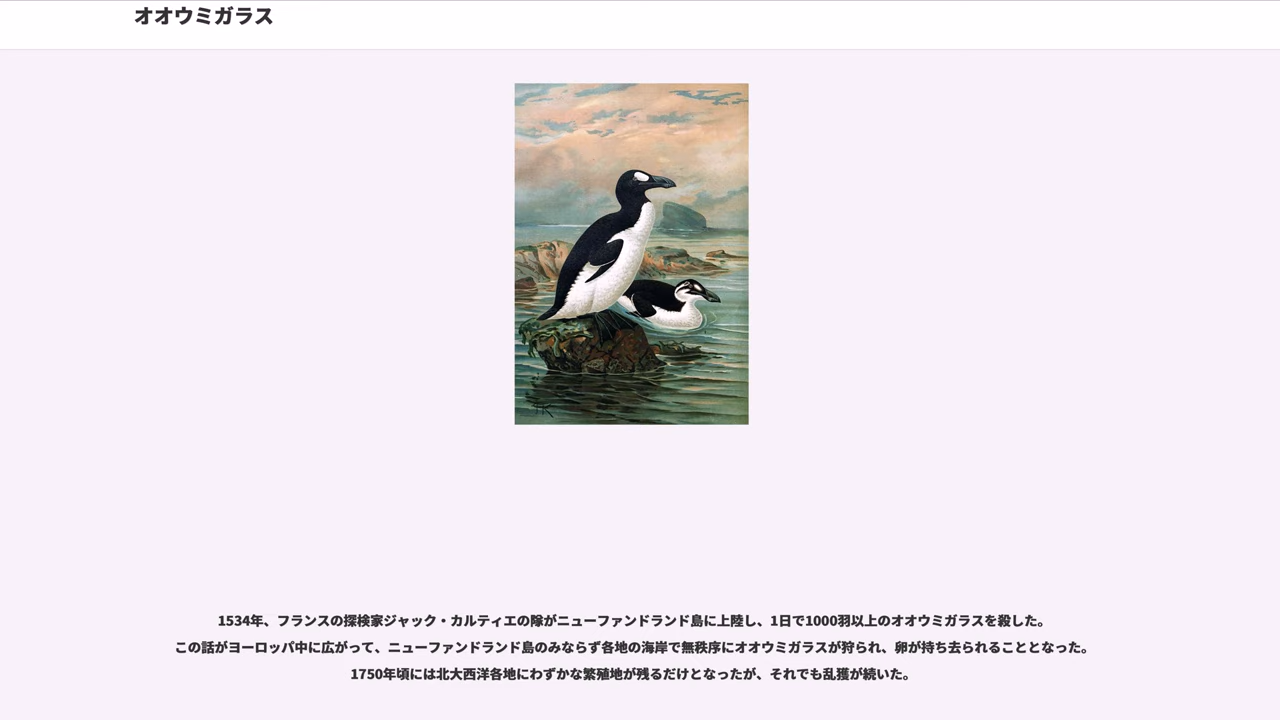 オオウミガラス
1534年、フランスの探検家ジャック・カルティエの隊がニューファンドランド島に上陸し、1日で1000羽以上のオオウミガラスを殺した。
この話がヨーロッパ中に広がって、ニューファンドランド島のみならず各地の海岸で無秩序にオオウミガラスが狩られ、卵が持ち去られることとなった。
1750年頃には北大西洋各地にわずかな繁殖地が残るだけとなったが、それでも乱獲が続いた。